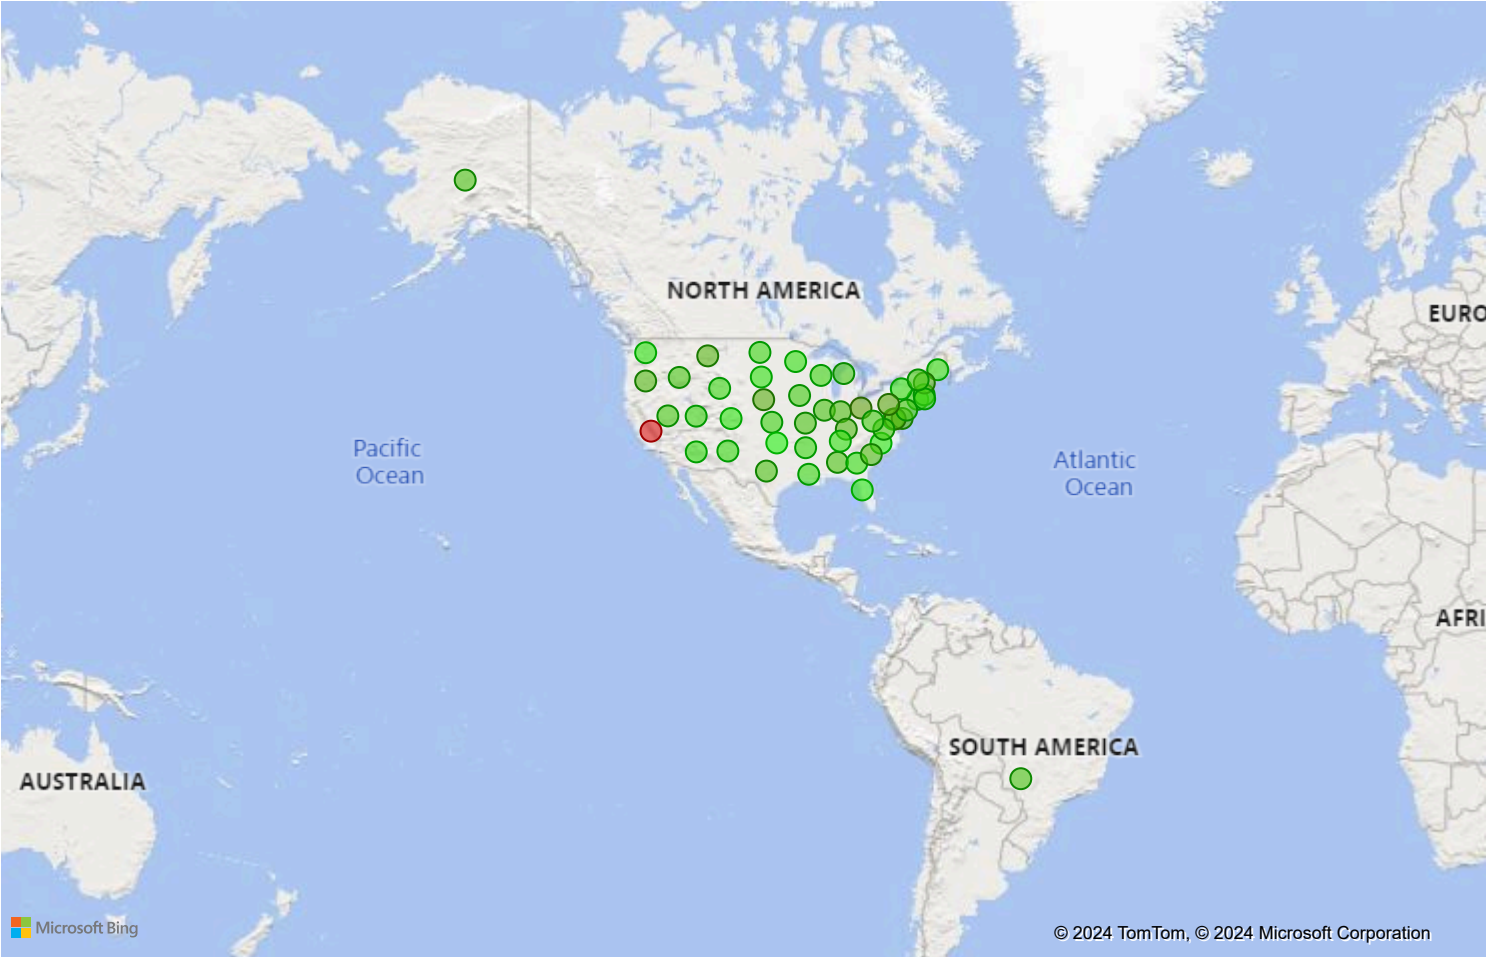 NORTH AMERICA
EURO
Pacific
Ocean
Atlantic
Ocean
AFRI
SOUTH AMERICA
AUSTRALIA
Microsoft Bing
© 2024 TomTom, © 2024 Microsoft Corporation